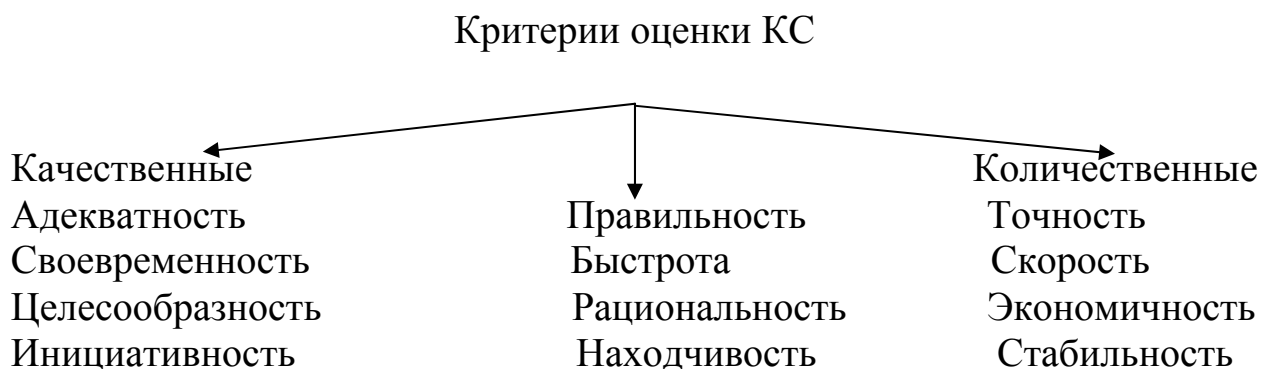 Критерии оценки КС
Качественные Количественные
Адекватность Правильность Точность
Своевременность Быстрота Скорость
Целесообразность Рациональность Экономичность
Инициативность Находчивость Стабильность